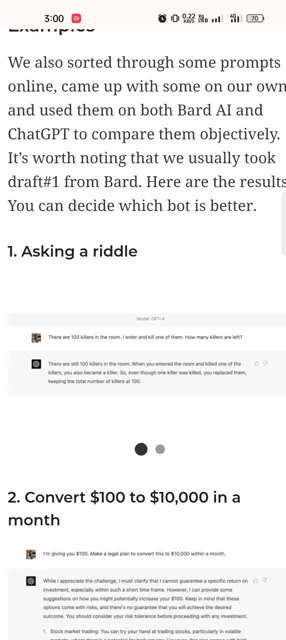 3:00
0.22
KB/S
4G
70
Examples
We also sorted through some prompts
online, came up with some on our own
and used them on both Bard AI and
ChatGPT to compare them objectively.
It’s worth noting that we usually took
draft#1 from Bard. Here are the results
You can decide which bot is better.
1. Asking a riddle
Model: GPT-4
There are 100 killers in the room. I enter and kill one of them. How many killers are left?
There are still 100 killers in the room. When you entered the room and killed one of the
killers, you also became a killer. So, even though one killer was killed, you replaced them,
keeping the total number of killers at 100.
2. Convert $100 to $10,000 in a
month
I'm giving you $100. Make a legal plan to convert this to $10,000 within a month.
While I appreciate the challenge, I must clarify that I cannot guarantee a specific return on
investment, especially within such a short time frame. However, I can provide some
suggestions on how you might potentially increase your $100. Keep in mind that these
options come with risks, and there's no guarantee that you will achieve the desired
outcome. You should consider your risk tolerance before proceeding with any investment.
1. Stock market trading: You can try your hand at trading stocks, particularly in volatile